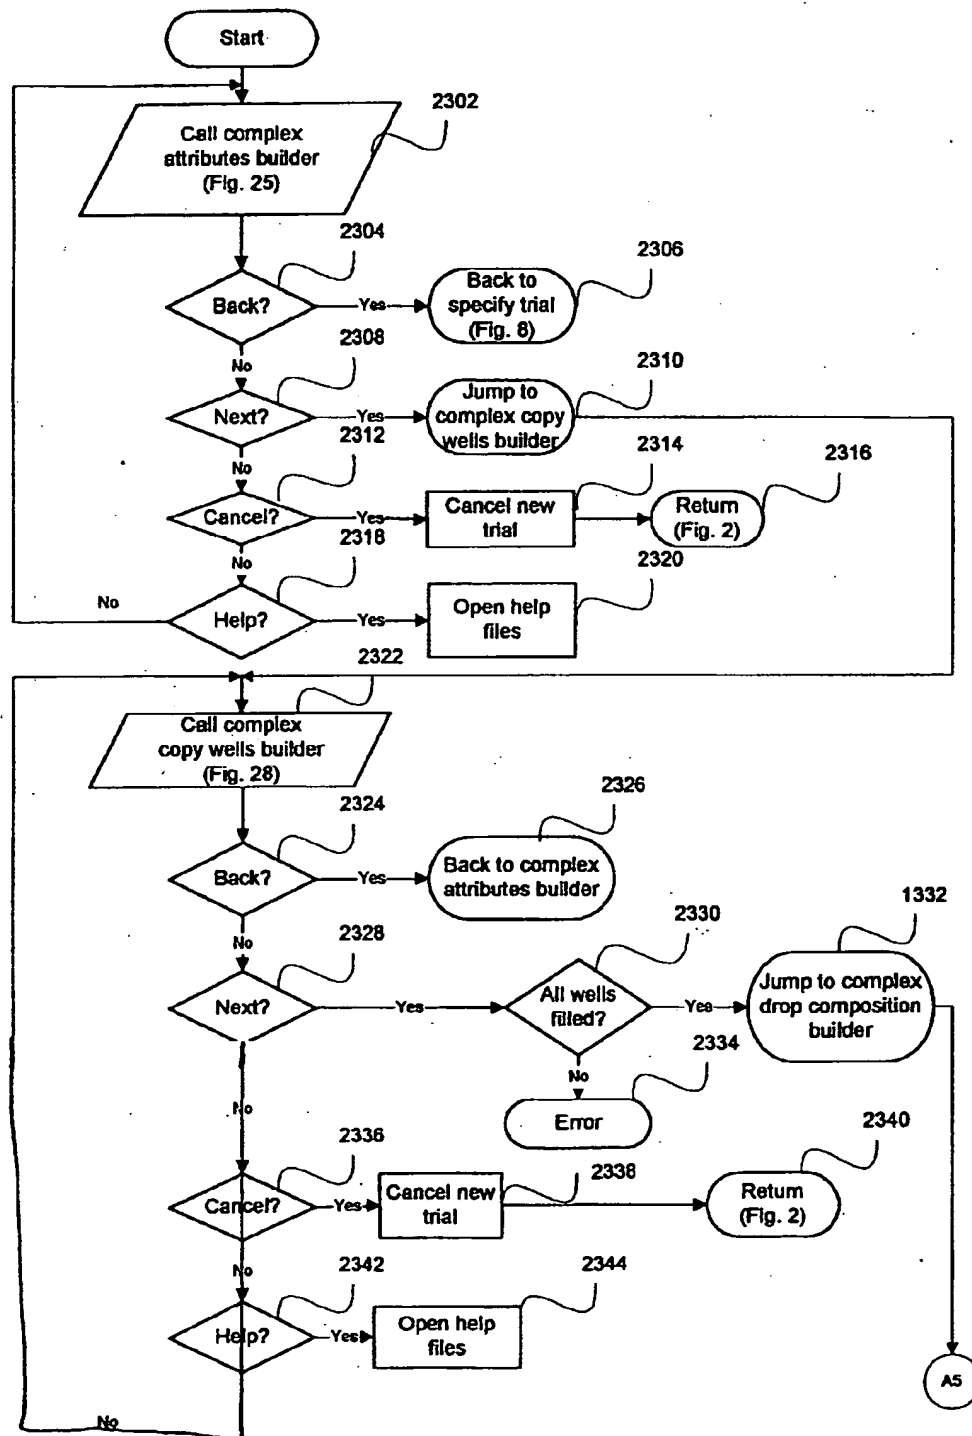 Start
2302
Call complex
attributes builder
(Fig. 25)
2304
2306
Back?
Yes
Back to
specify trial
(Fig. 8)
No
2308
2310
Next?
Yes
Jump to
complex copy
wells builder
No
2312
2314
2316
Cancel?
Yes
Cancel new
trial
Return
(Fig. 2)
No
2318
2320
No
Help?
Yes
Open help
files
2322
Call complex
copy wells builder
(Fig. 28)
2324
2326
Back?
Yes
Back to complex
attributes builder
No
2328
2330
1332
Next?
Yes
All wells
filled?
Yes
Jump to complex
drop composition
builder
No
2334
Error
No
2336
2338
2340
Cancel?
Yes
Cancel new
trial
Return
(Fig. 2)
No
2342
2344
Help?
Yes
Open help
files
A5
No